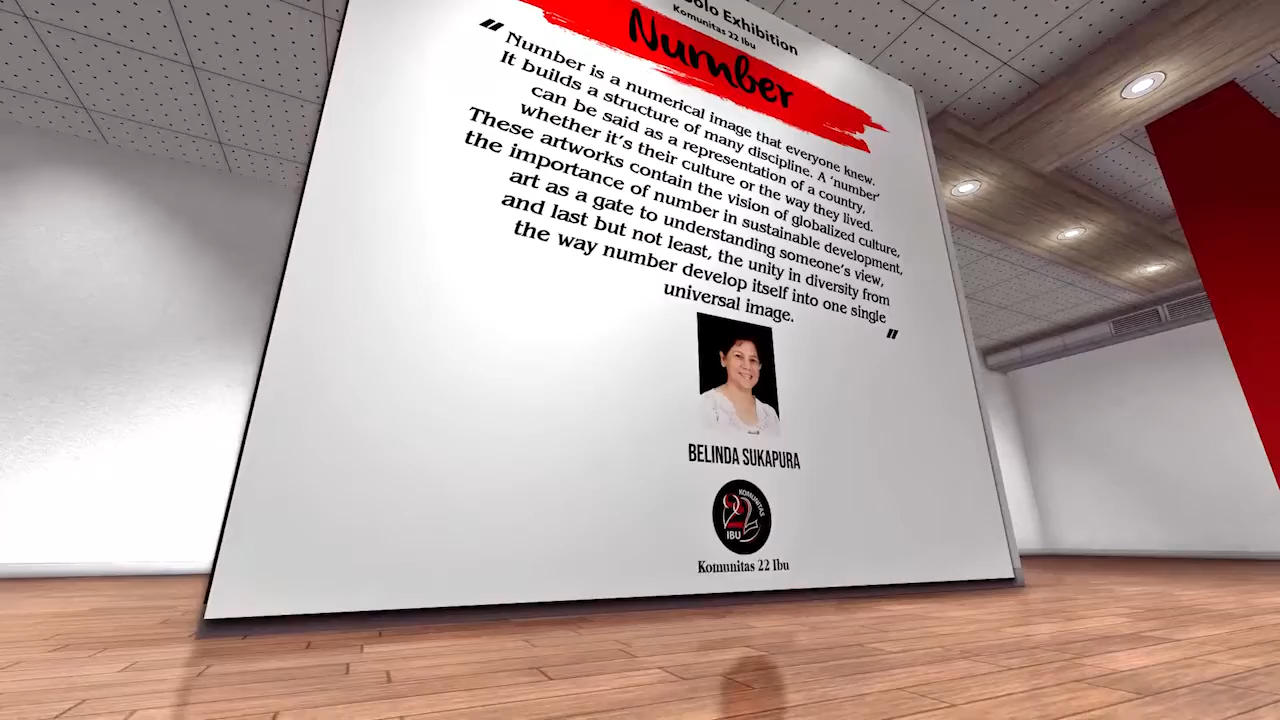 Solo Exhibition
Komunitas 22 Ibu
Number
" Number is a numerical image that everyone knew.
It builds a structure of many discipline. A 'number'
can be said as a representation of a country,
whether it's their culture or the way they lived.
These artworks contain the vision of globalized culture,
the importance of number in sustainable development,
art as a gate to understanding someone's view,
and last but not least, the unity in diversity from
the way number develop itself into one single
universal image. "
BELINDA SUKAPURA
KOMUNITAS
22
IBU
Komunitas 22 Ibu